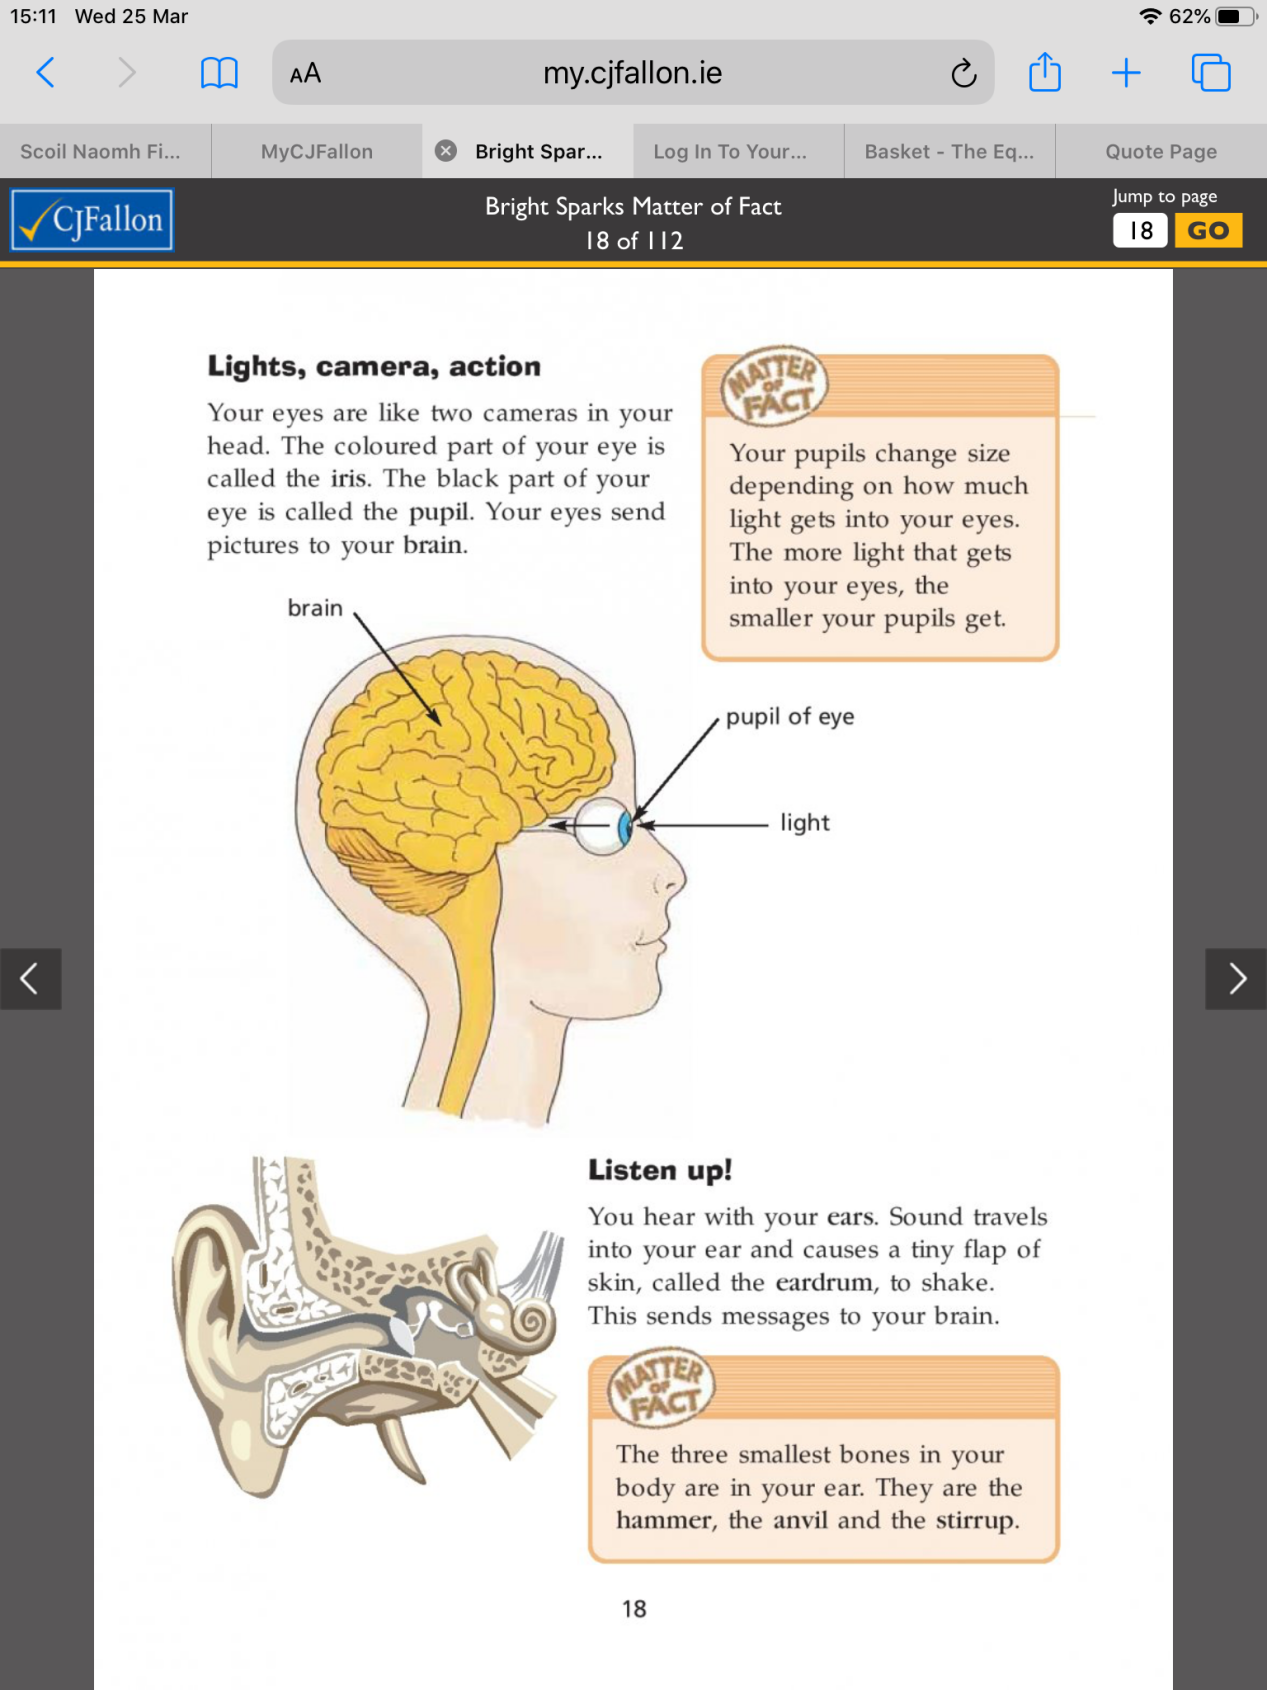 15:11 Wed 25 Mar
62%
AA
my.cjfallon.ie
Scoil Naomh Fi...
MyCJFallon
Bright Spar...
Log In To Your...
Basket - The Eq...
Quote Page
CJFallon
Bright Sparks Matter of Fact
18 of 112
Jump to page
18 GO
Lights, camera, action
Your eyes are like two cameras in your
head. The coloured part of your eye is
called the iris. The black part of your
eye is called the pupil. Your eyes send
pictures to your brain.
MATTER
OF
FACT
Your pupils change size
depending on how much
light gets into your eyes.
The more light that gets
into your eyes, the
smaller your pupils get.
brain
pupil of eye
light
Listen up!
You hear with your ears. Sound travels
into your ear and causes a tiny flap of
skin, called the eardrum, to shake.
This sends messages to your brain.
MATTER
OF
FACT
The three smallest bones in your
body are in your ear. They are the
hammer, the anvil and the stirrup.
18